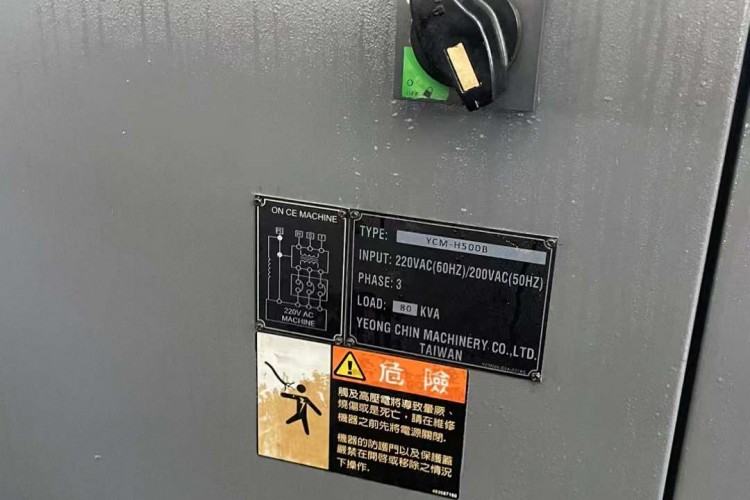 O
OFF
ON CE MACHINE
220V AC
MACHINE
TYPE: YCM-H500B
INPUT: 220VAC(60HZ)/200VAC(50HZ)
PHASE: 3
LOAD: 80 KVA
YEONG CHIN MACHINERY CO.,LTD.
TAIWAN
危險
觸及高壓電將導致暈厥、
燒傷或是死亡,請在維修
機器之前先將電源關閉.
機器的防護門以及保護蓋
嚴禁在開啓或移除之情況
下操作.